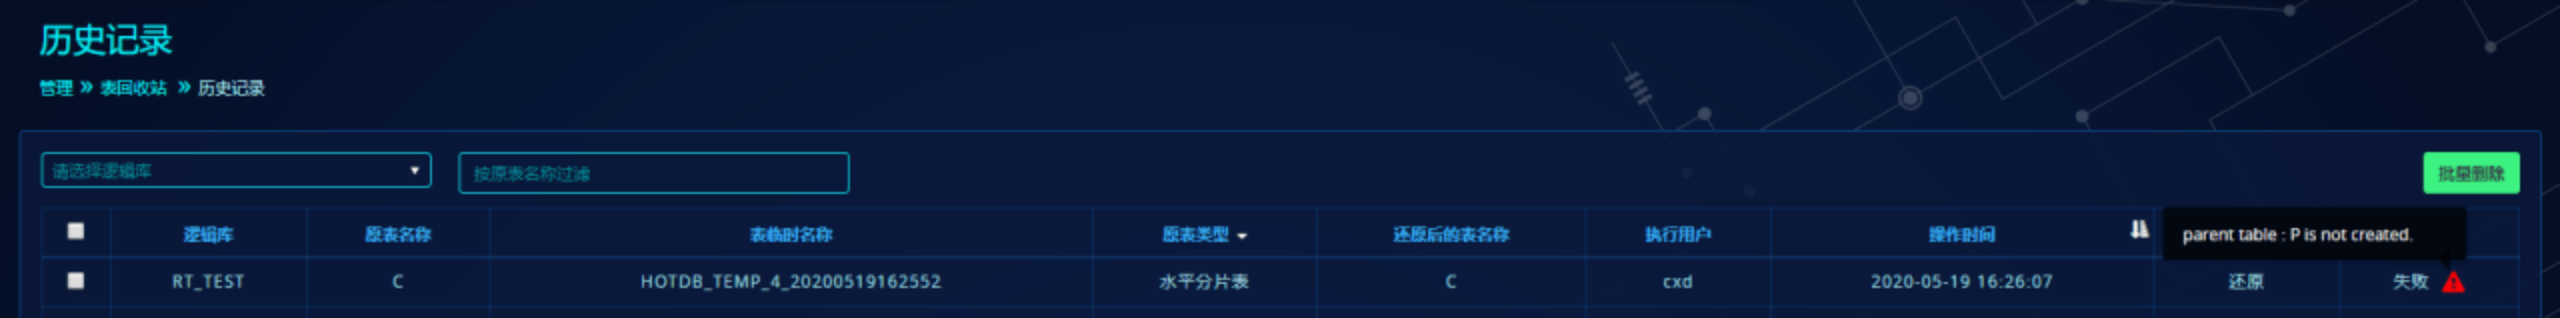 历史记录
管理 » 表回收站 » 历史记录
请选择逻辑库 按原表名称过滤 批量删除
逻辑库 原表名称 表临时名称 原表类型 还原后的表名称 执行用户 操作时间 parent table : P is not created.
RT_TEST C HOTDB_TEMP_4_20200519162552 水平分片表 C cxd 2020-05-19 16:26:07 还原 失败